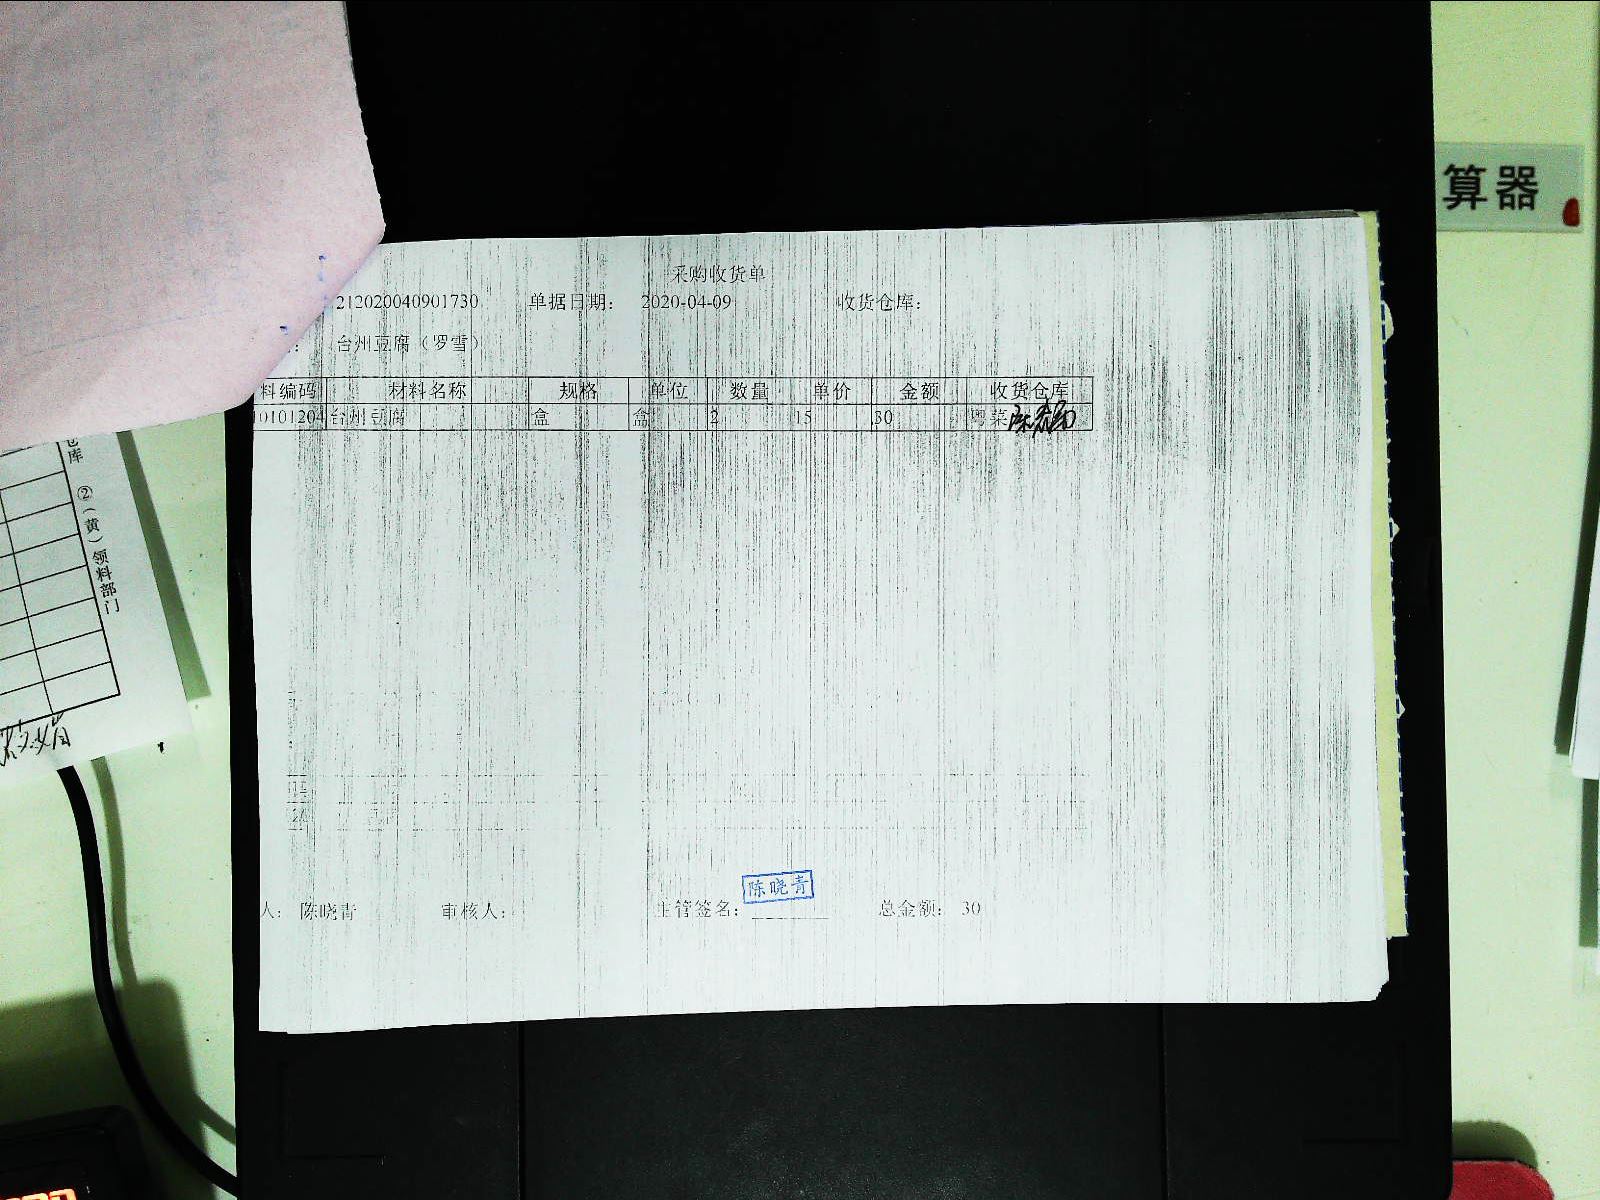 算器
采购收货单
212020040901730 单据日期： 2020-04-09 收货仓库：
： 台州豆腐（罗雪）
料编码 材料名称 规格 单位 数量 单价 金额 收货仓库
0101204 台州豆腐 盒 盒 2 15 30 粤菜
库 ②（黄）领料部门
陈晓青
人： 陈晓青 审核人： 主管签名： 总金额： 30